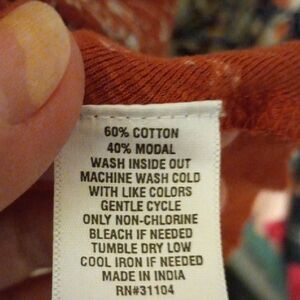 60% COTTON
40% MODAL
WASH INSIDE OUT
MACHINE WASH COLD
WITH LIKE COLORS
GENTLE CYCLE
ONLY NON-CHLORINE
BLEACH IF NEEDED
TUMBLE DRY LOW
COOL IRON IF NEEDED
MADE IN INDIA
RN#31104